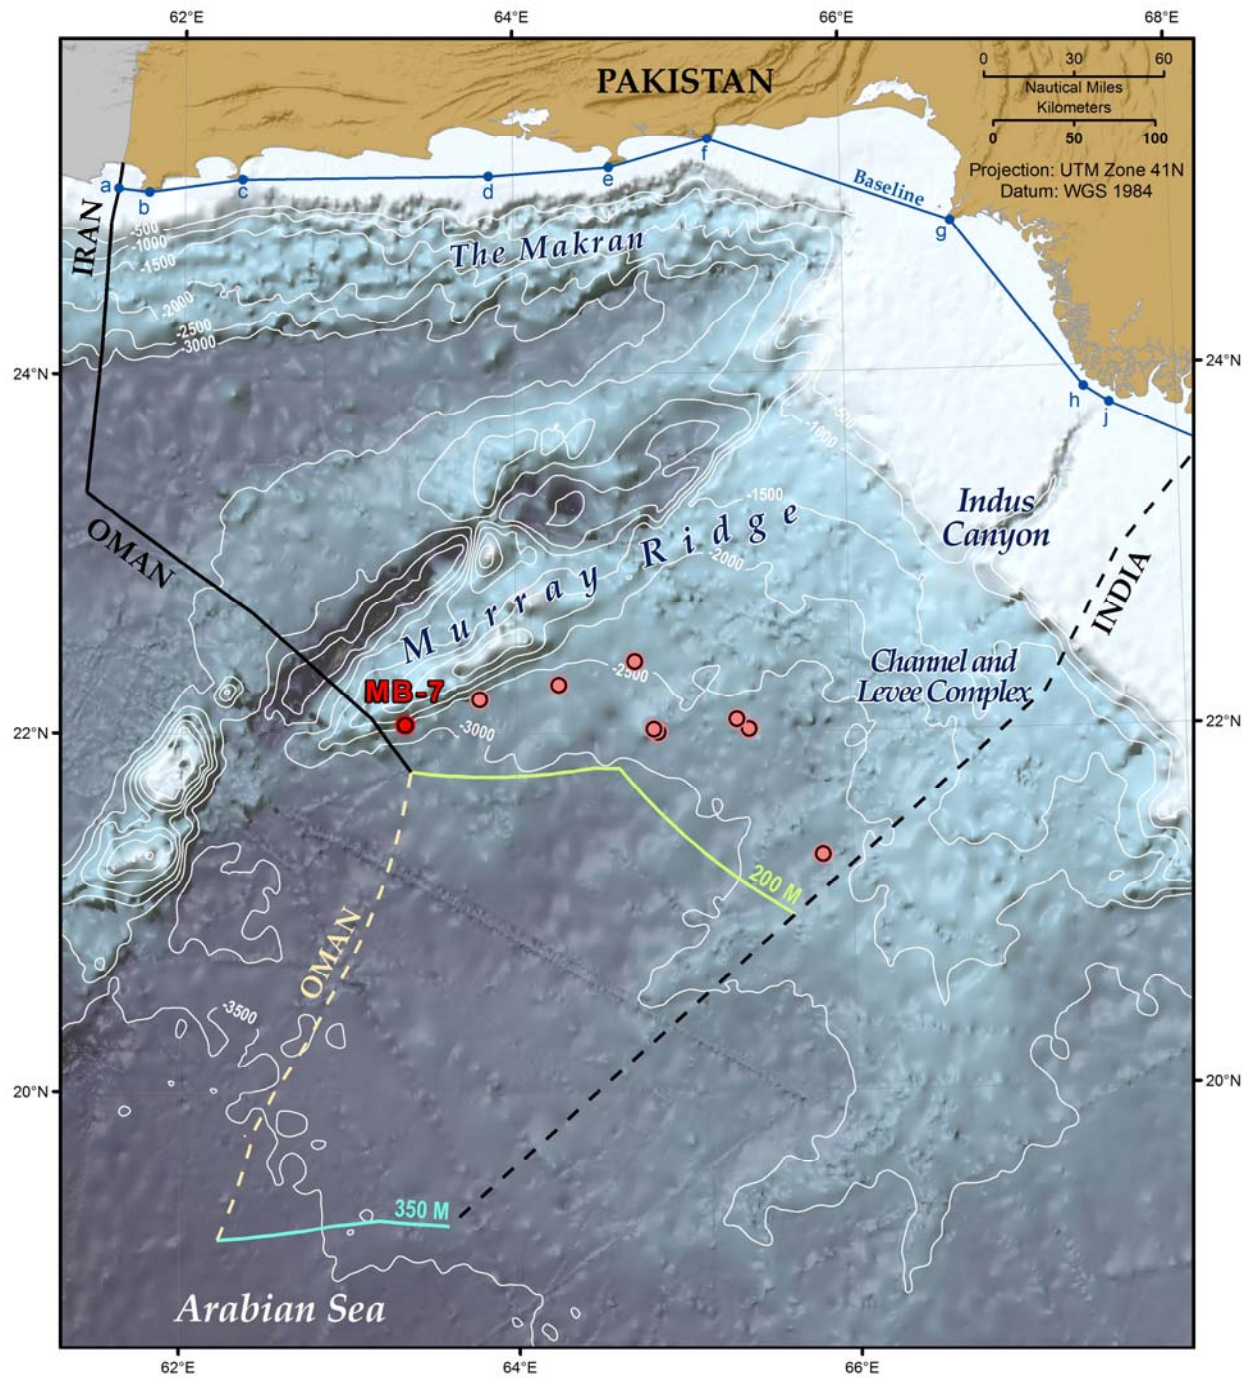 62°E
64°E
66°E
68°E
PAKISTAN
0 30 60
Nautical Miles
Kilometers
0 50 100
Projection: UTM Zone 41N
Datum: WGS 1984
a
b
c
d
e
f
Baseline
g
h
j
IRAN
The Makran
-500
-1000
-1500
-2000
-2500
-3000
24°N
24°N
-500
-1000
-1500
-2000
Indus
Canyon
OMAN
Murray Ridge
INDIA
Channel and
Levee Complex
-2500
MB-7
-3000
22°N
22°N
200 M
OMAN
-3500
20°N
20°N
350 M
Arabian Sea
62°E
64°E
66°E